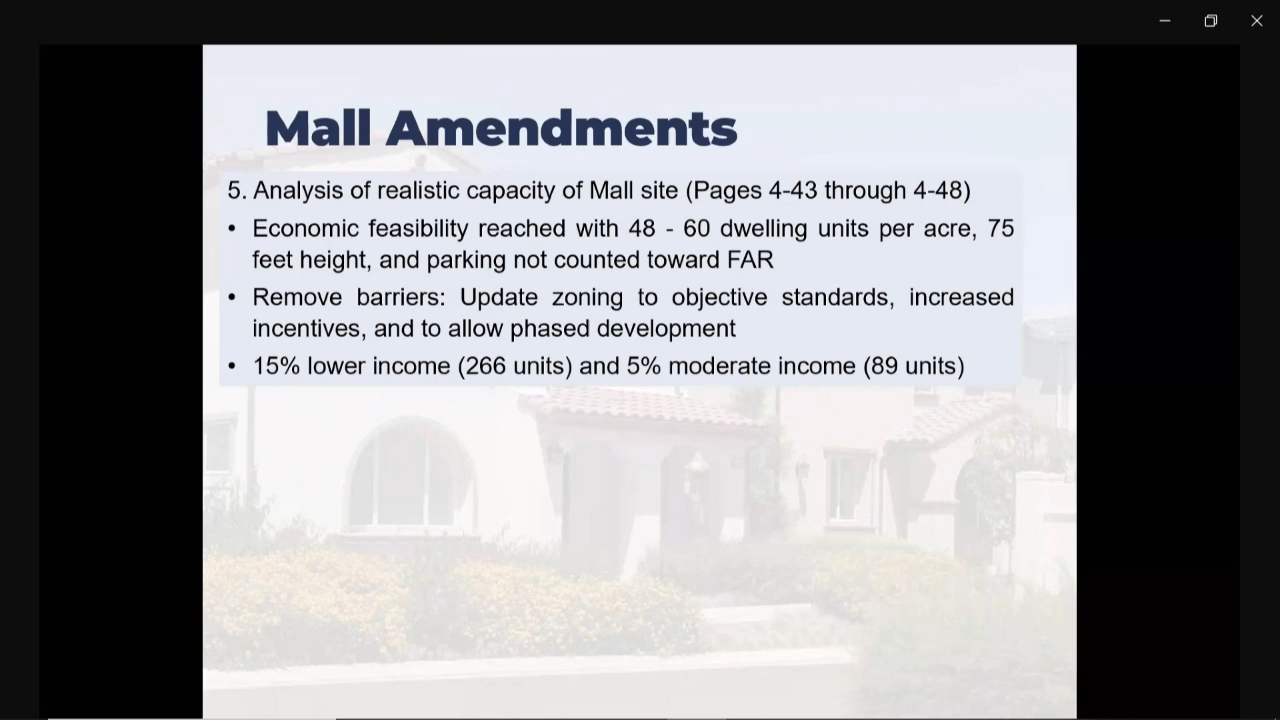 Mall Amendments
5. Analysis of realistic capacity of Mall site (Pages 4-43 through 4-48)
• Economic feasibility reached with 48 - 60 dwelling units per acre, 75
feet height, and parking not counted toward FAR
• Remove barriers: Update zoning to objective standards, increased
incentives, and to allow phased development
• 15% lower income (266 units) and 5% moderate income (89 units)